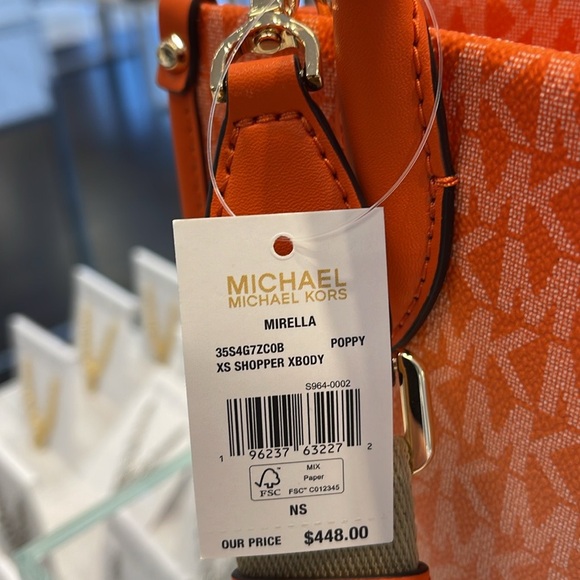 MICHAEL
MICHAEL KORS
MIRELLA
35S4G7ZC0B POPPY
XS SHOPPER XBODY
S964-0002
1 96237 63227 2
FSC
MIX
Paper
FSC™ C012345
NS
OUR PRICE $448.00